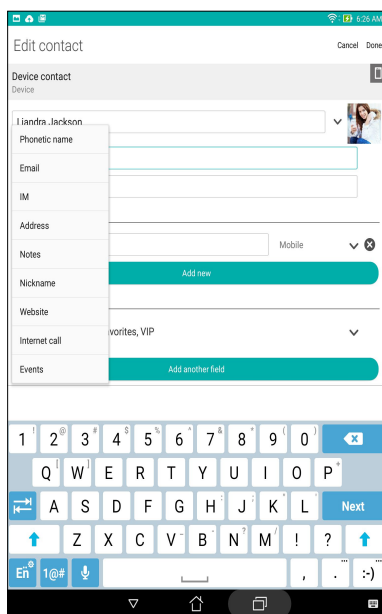 6:26 AM
Edit contact
Cancel Done
Device contact
Device
Liandra Jackson
Phonetic name
Email
IM
Address
Notes
Mobile
Add new
Nickname
Website
vorites, VIP
Internet call
Events
Add another field
1 ! 2 @ 3 # 4 $ 5 % 6 ^ 7 & 8 * 9 ( 0 )
Q [ W ] E R T Y U I O P +
A S D F G H : J ; K " L ' Next
Z X C V - B - N ? M / ! ?
En 1@# , . ... :-) ...